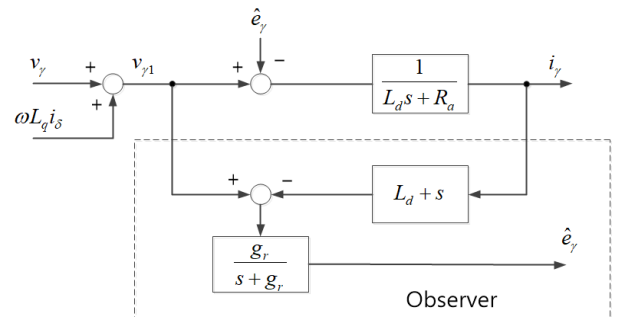 ê_γ
v_γ + + v_γ1 + −
1 / (L_d s + R_a)
i_γ
ωL_q i_δ
+ −
L_d + s
g_r / (s + g_r)
ê_γ
Observer